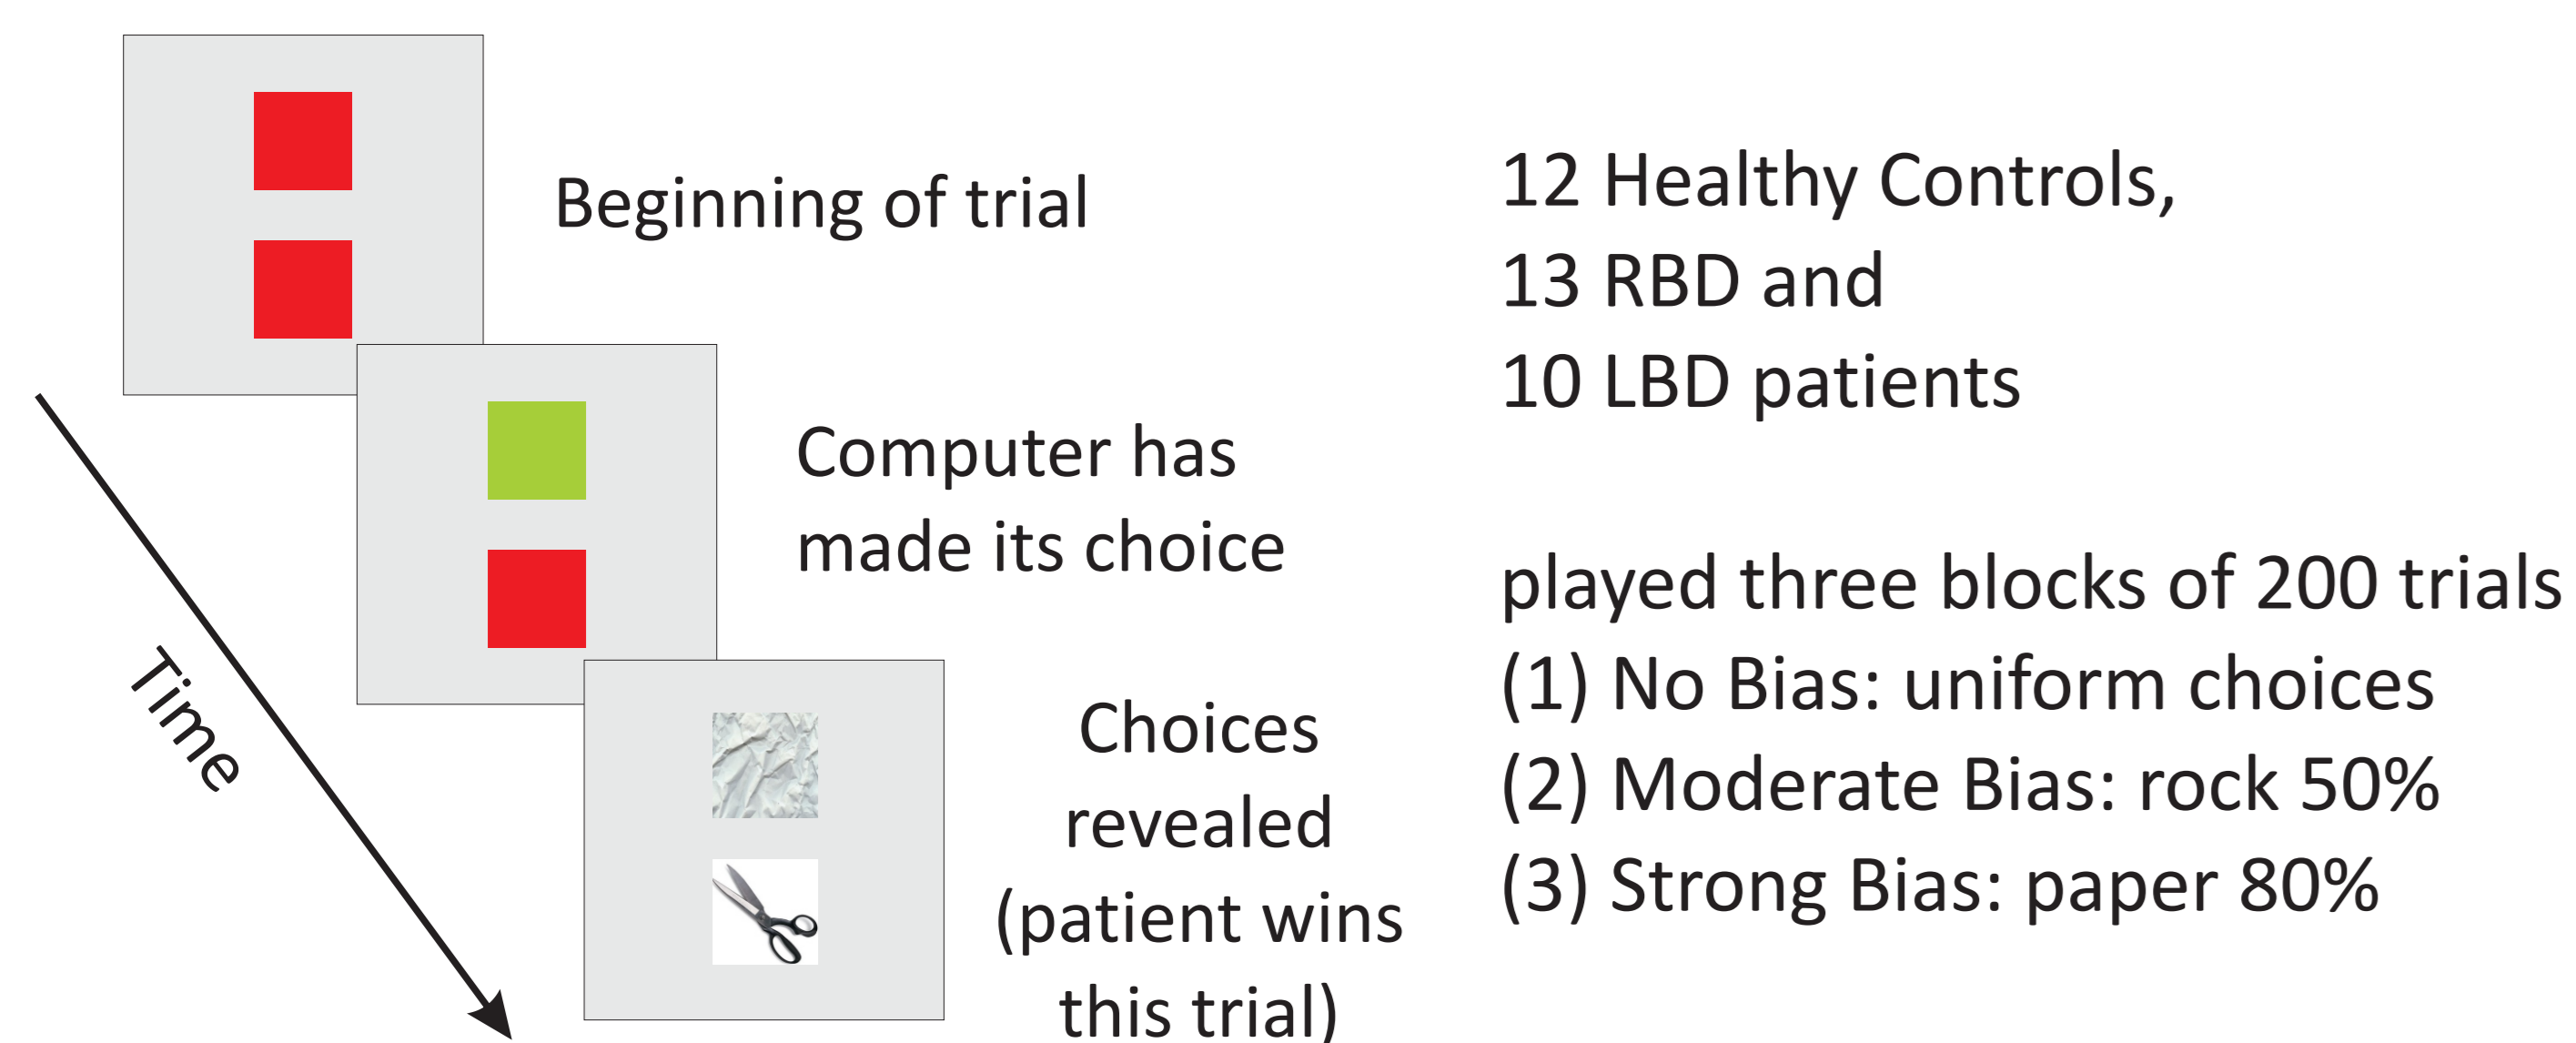 Beginning of trial
Computer has
made its choice
Time
Choices
revealed
(patient wins
this trial)
12 Healthy Controls,
13 RBD and
10 LBD patients
played three blocks of 200 trials
(1) No Bias: uniform choices
(2) Moderate Bias: rock 50%
(3) Strong Bias: paper 80%